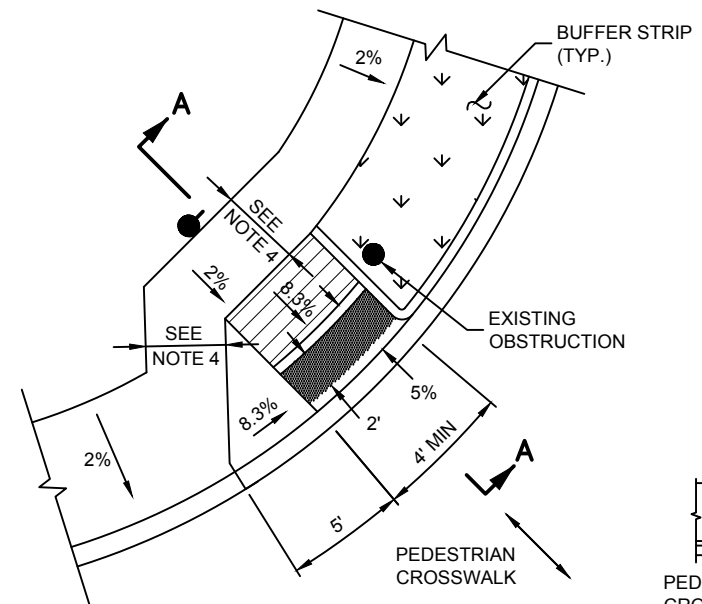 BUFFER STRIP
(TYP.)
2%
A
SEE
NOTE 4
2%
8.3%
EXISTING
OBSTRUCTION
SEE
NOTE 4
5%
8.3%
2'
4' MIN
2%
A
5'
PEDESTRIAN
CROSSWALK
PED
CRO